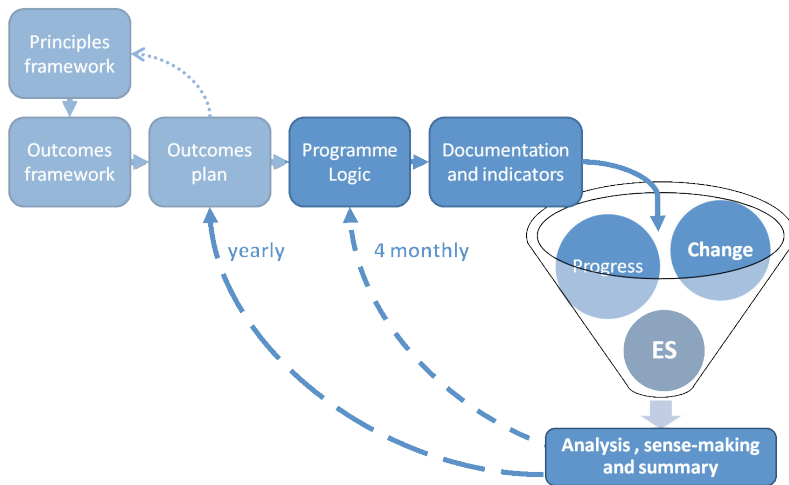 Principles
framework
Outcomes
framework
Outcomes
plan
Programme
Logic
Documentation
and indicators
yearly
4 monthly
Progress
Change
ES
Analysis , sense-making
and summary